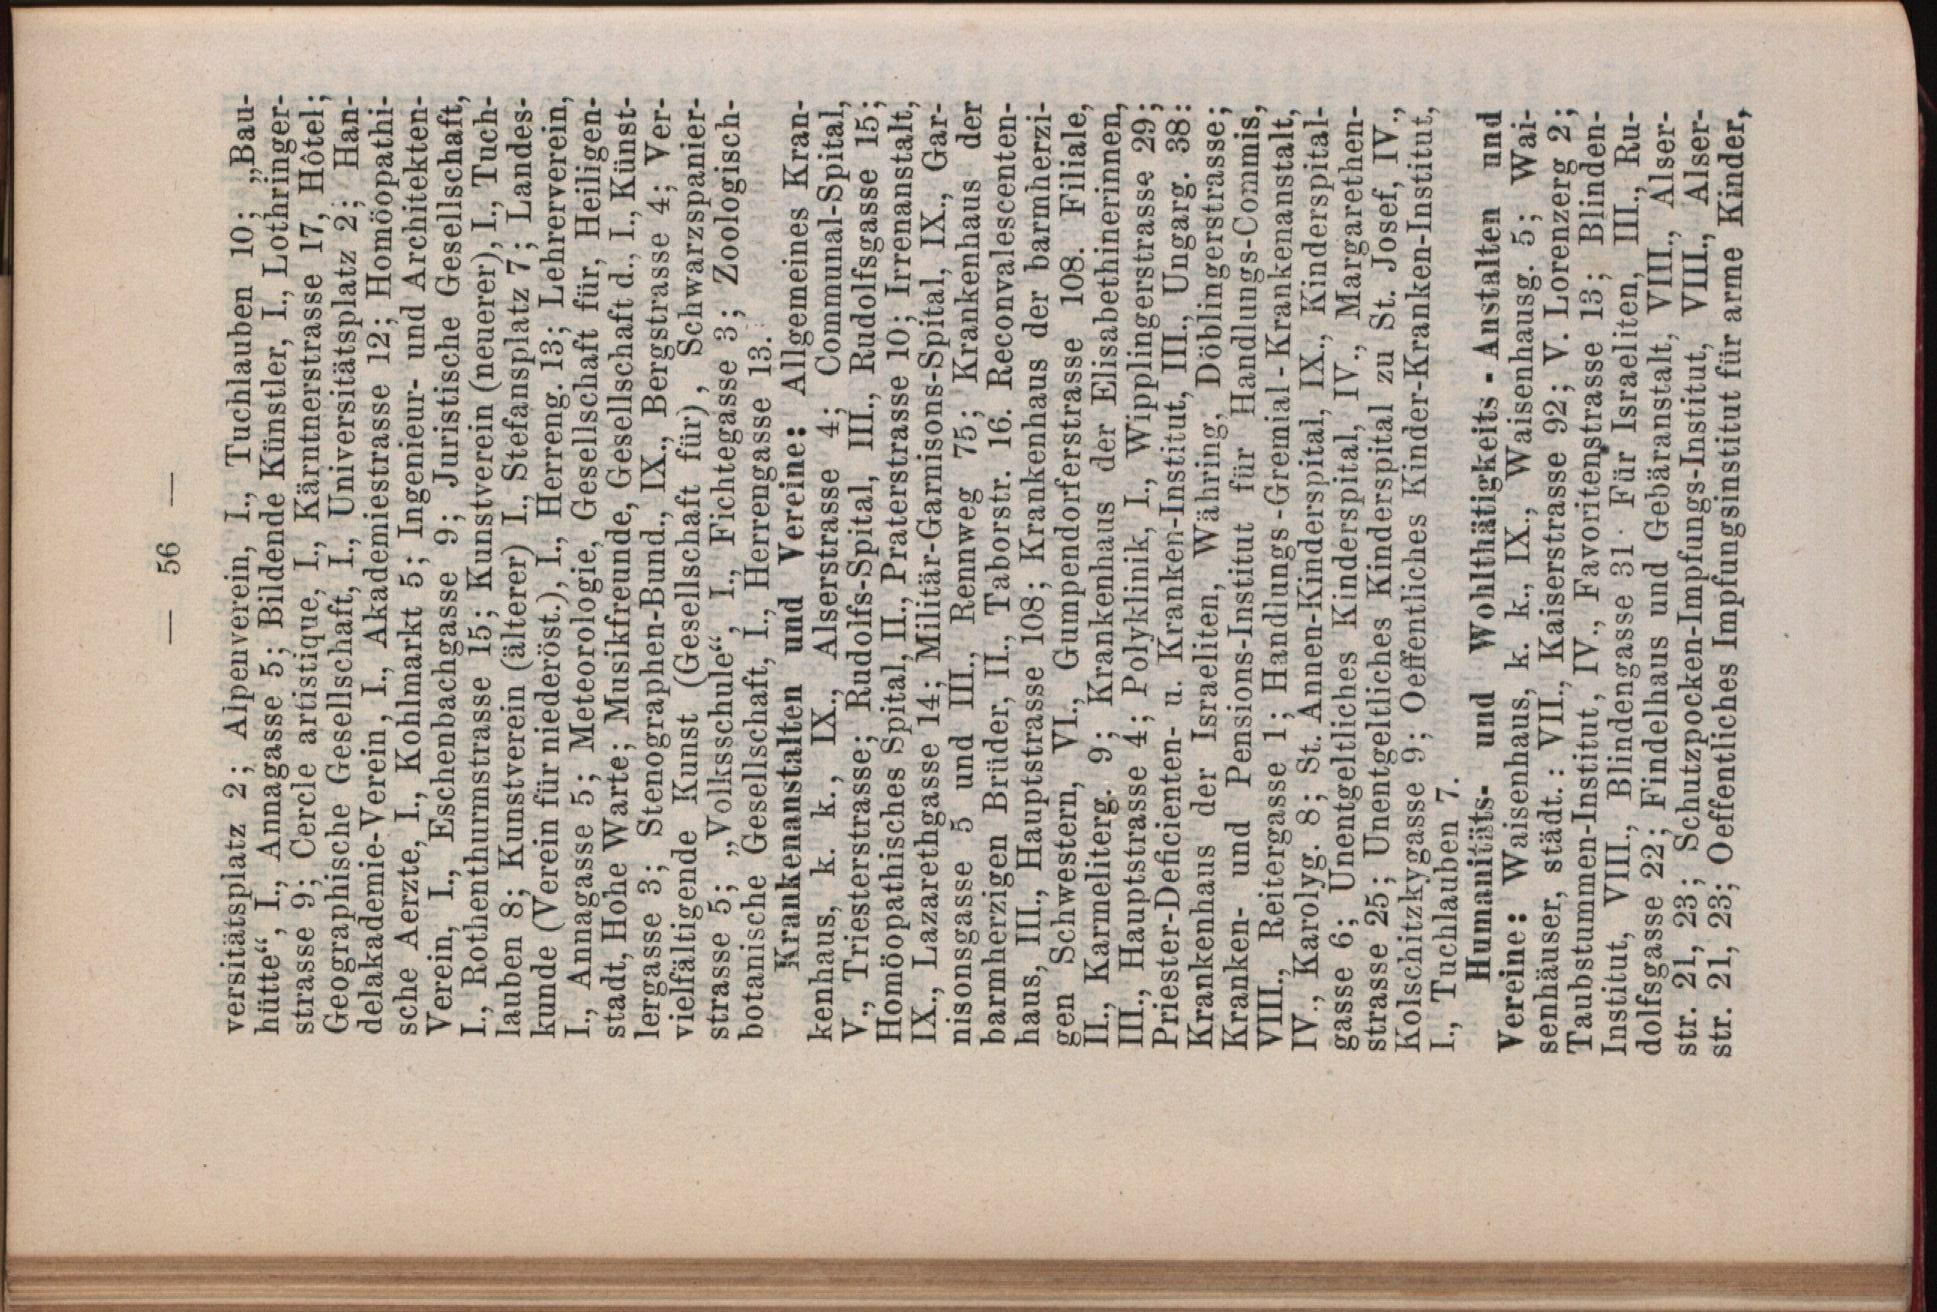 — 56 —
versitätsplatz 2; Alpenverein, I., Tuchlauben 10; „Bau-
hütte“, I., Annagasse 5; Bildende Künstler, I., Lothringer-
strasse 9; Cercle artistique, I., Kärntnerstrasse 17, Hôtel;
Geographische Gesellschaft, I., Universitätsplatz 2; Han-
delakademie-Verein, I., Akademiestrasse 12; Homöopathi-
sche Aerzte, I., Kohlmarkt 5; Ingenieur- und Architekten-
Verein, I., Eschenbachgasse 9; Juristische Gesellschaft,
I., Rothenthurmstrasse 15; Kunstverein (neuerer), I., Tuch-
lauben 8; Kunstverein (älterer) I., Stefansplatz 7; Landes-
kunde (Verein für niederöst.), I., Herreng. 13; Lehrerverein,
I., Annagasse 5; Meteorologie, Gesellschaft für, Heiligen-
stadt, Hohe Warte; Musikfreunde, Gesellschaft d., I., Künst-
lergasse 3; Stenographen-Bund., IX., Bergstrasse 4; Ver-
vielfältigende Kunst (Gesellschaft für), Schwarzspanier-
strasse 5; „Volksschule“, I., Fichtegasse 3; Zoologisch-
botanische Gesellschaft, I., Herrengasse 13.
Krankenanstalten und Vereine: Allgemeines Kran-
kenhaus, k. k., IX., Alserstrasse 4; Communal-Spital,
V., Triesterstrasse; Rudolfs-Spital, III., Rudolfsgasse 15;
Homöopathisches Spital, II., Praterstrasse 10; Irrenanstalt,
IX., Lazarethgasse 14; Militär-Garnisons-Spital, IX., Gar-
nisonsgasse 5 und III., Rennweg 75; Krankenhaus der
barmherzigen Brüder, II., Taborstr. 16. Reconvalescenten-
haus, III., Hauptstrasse 108; Krankenhaus der barmherzi-
gen Schwestern, VI., Gumpendorferstrasse 108. Filiale,
II., Karmeliterg. 9; Krankenhaus der Elisabethinerinnen,
III., Hauptstrasse 4; Polyklinik, I., Wipplingerstrasse 29;
Priester-Deficienten- u. Kranken-Institut, III., Ungarg. 38:
Krankenhaus der Israeliten, Währing, Döblingerstrasse;
Kranken- und Pensions-Institut für Handlungs-Commis,
VIII., Reitergasse 1; Handlungs-Gremial-Krankenanstalt,
IV., Karolyg. 8; St. Annen-Kinderspital, IX., Kinderspital-
gasse 6; Unentgeltliches Kinderspital, IV., Margarethen-
strasse 25; Unentgeltliches Kinderspital zu St. Josef, IV.,
Kolschitzkygasse 9; Oeffentliches Kinder-Kranken-Institut,
I., Tuchlauben 7.
Humanitäts- und Wohlthätigkeits-Anstalten und
Vereine: Waisenhaus, k. k., IX., Waisenhausg. 5; Wai-
senhäuser, städt.: VII., Kaiserstrasse 92; V. Lorenzerg 2;
Taubstummen-Institut, IV., Favoritenstrasse 13; Blinden-
Institut, VIII., Blindengasse 31. Für Israeliten, III., Ru-
dolfsgasse 22; Findelhaus und Gebäranstalt, VIII., Alser-
str. 21, 23; Schutzpocken-Impfungs-Institut, VIII., Alser-
str. 21, 23; Oeffentliches Impfungsinstitut für arme Kinder,